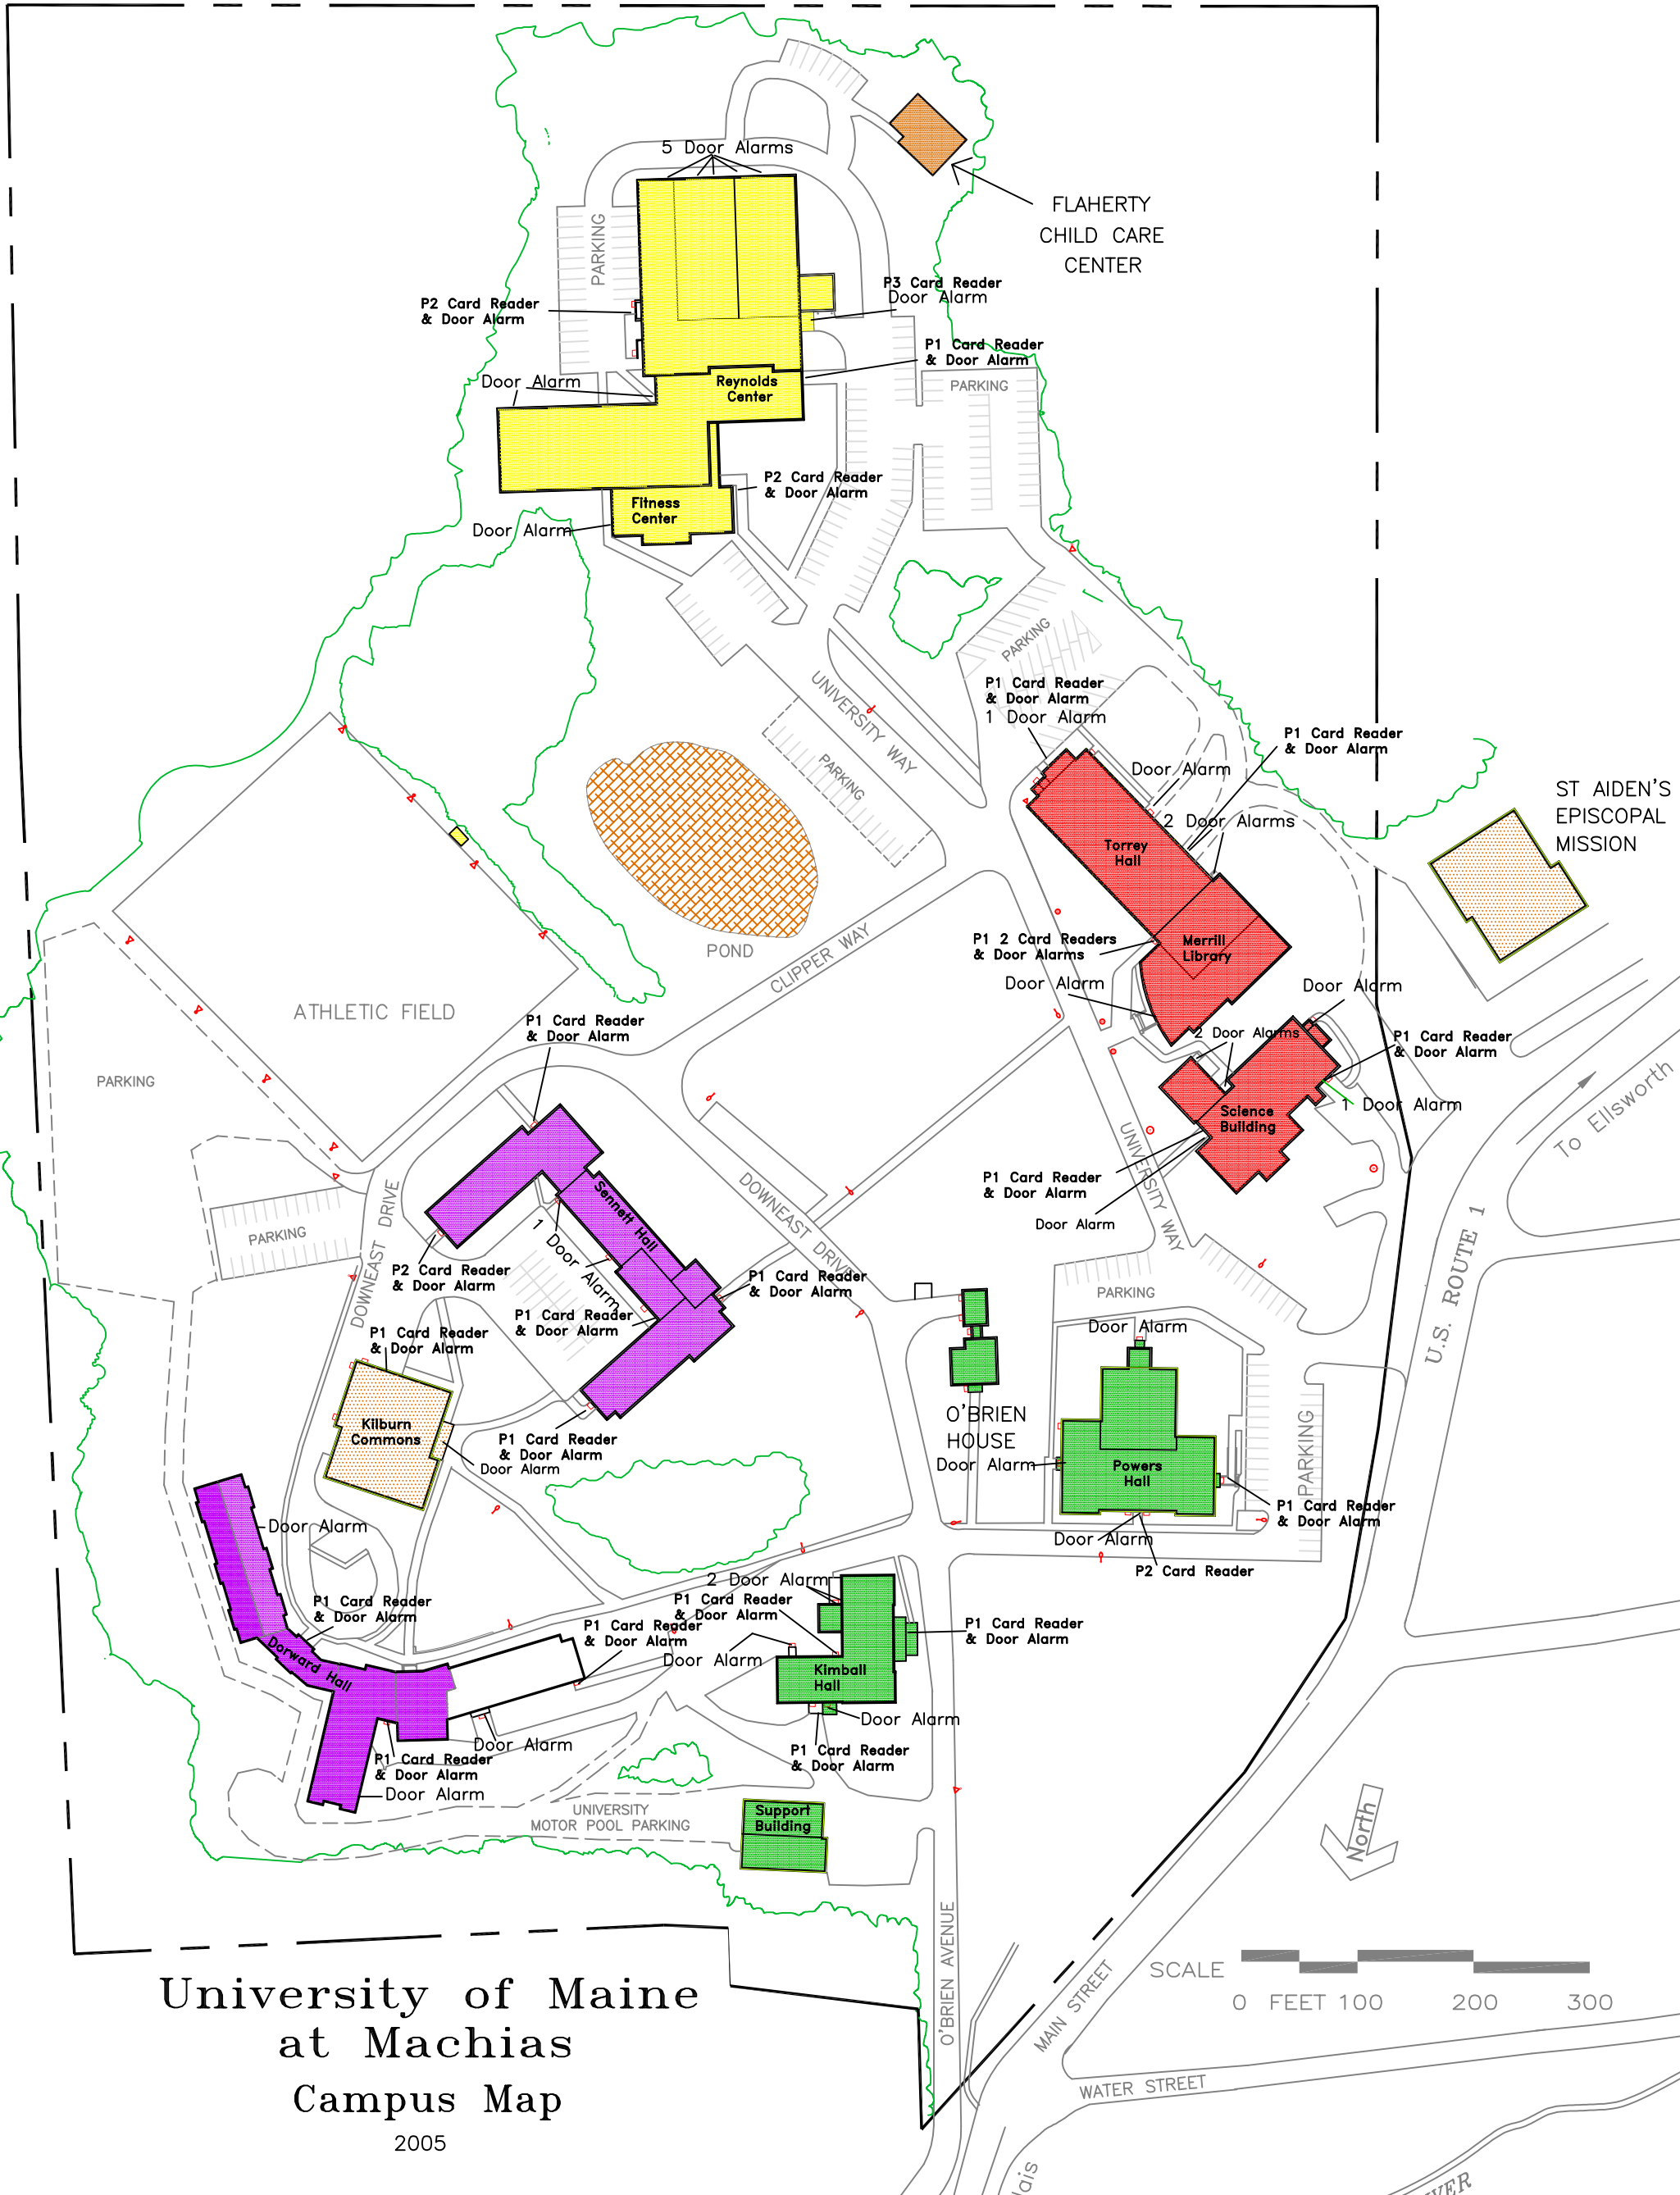 5 Door Alarms
FLAHERTY
CHILD CARE
CENTER
PARKING
P3 Card Reader
Door Alarm
P2 Card Reader
& Door Alarm
P1 Card Reader
& Door Alarm
Door Alarm
Reynolds
Center
PARKING
P2 Card Reader
& Door Alarm
Fitness
Center
Door Alarm
PARKING
P1 Card Reader
& Door Alarm
1 Door Alarm
UNIVERSITY WAY
PARKING
P1 Card Reader
& Door Alarm
Door Alarm
2 Door Alarms
Torrey
Hall
ST AIDEN'S
EPISCOPAL
MISSION
POND
CLIPPER WAY
P1 2 Card Readers
& Door Alarms
Merrill
Library
Door Alarm
Door Alarm
ATHLETIC FIELD
P1 Card Reader
& Door Alarm
2 Door Alarms
P1 Card Reader
& Door Alarm
PARKING
1 Door Alarm
Science
Building
To Ellsworth
UNIVERSITY WAY
P1 Card Reader
& Door Alarm
Door Alarm
DOWNEAST DRIVE
Sennett Hall
DOWNEAST DRIVE
PARKING
1 Door Alarm
P2 Card Reader
& Door Alarm
P1 Card Reader
& Door Alarm
P1 Card Reader
& Door Alarm
PARKING
U.S. ROUTE 1
P1 Card Reader
& Door Alarm
Door Alarm
Kilburn
Commons
O'BRIEN
HOUSE
P1 Card Reader
& Door Alarm
Door Alarm
Door Alarm
Powers
Hall
PARKING
P1 Card Reader
& Door Alarm
Door Alarm
P2 Card Reader
Door Alarm
2 Door Alarm
P1 Card Reader
& Door Alarm
P1 Card Reader
& Door Alarm
P1 Card Reader
& Door Alarm
P1 Card Reader
& Door Alarm
Door Alarm
Dorward Hall
Kimball
Hall
Door Alarm
Door Alarm
P1 Card Reader
& Door Alarm
P1 Card Reader
& Door Alarm
Door Alarm
UNIVERSITY
MOTOR POOL PARKING
Support
Building
North
O'BRIEN AVENUE
MAIN STREET
SCALE
0 FEET 100 200 300
WATER STREET
University of Maine
at Machias
Campus Map
2005